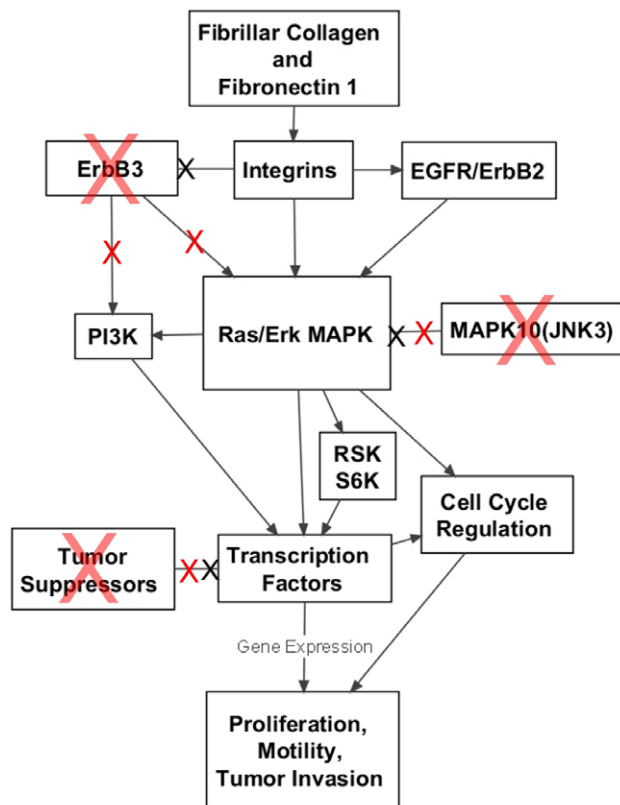 Fibrillar Collagen
and
Fibronectin 1
ErbB3
Integrins
EGFR/ErbB2
PI3K
Ras/Erk MAPK
MAPK10(JNK3)
RSK
S6K
Cell Cycle
Regulation
Tumor
Suppressors
Transcription
Factors
Gene Expression
Proliferation,
Motility,
Tumor Invasion